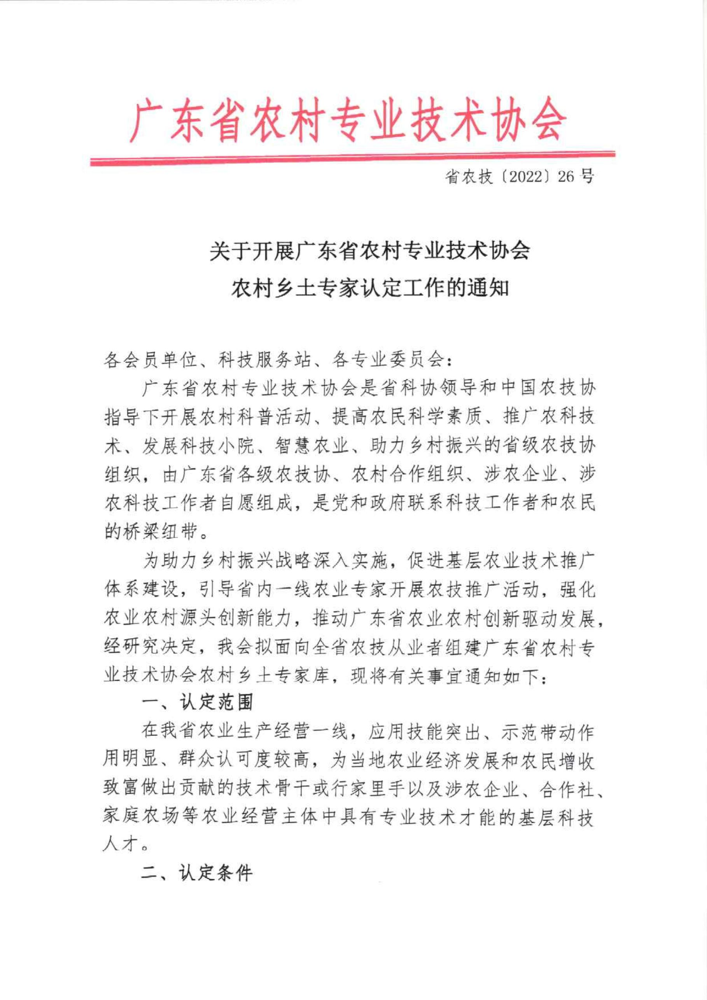 广东省农村专业技术协会
省农技〔2022〕26号
关于开展广东省农村专业技术协会
农村乡土专家认定工作的通知
各会员单位、科技服务站、各专业委员会：
广东省农村专业技术协会是省科协领导和中国农技协
指导下开展农村科普活动、提高农民科学素质、推广农科技
术、发展科技小院、智慧农业、助力乡村振兴的省级农技协
组织，由广东省各级农技协、农村合作组织、涉农企业、涉
农科技工作者自愿组成，是党和政府联系科技工作者和农民
的桥梁纽带。
为助力乡村振兴战略深入实施，促进基层农业技术推广
体系建设，引导省内一线农业专家开展农技推广活动，强化
农业农村源头创新能力，推动广东省农业农村创新驱动发展，
经研究决定，我会拟面向全省农技从业者组建广东省农村专
业技术协会农村乡土专家库，现将有关事宜通知如下：
一、认定范围
在我省农业生产经营一线，应用技能突出、示范带动作
用明显、群众认可度较高，为当地农业经济发展和农民增收
致富做出贡献的技术骨干或行家里手以及涉农企业、合作社、
家庭农场等农业经营主体中具有专业技术才能的基层科技
人才。
二、认定条件